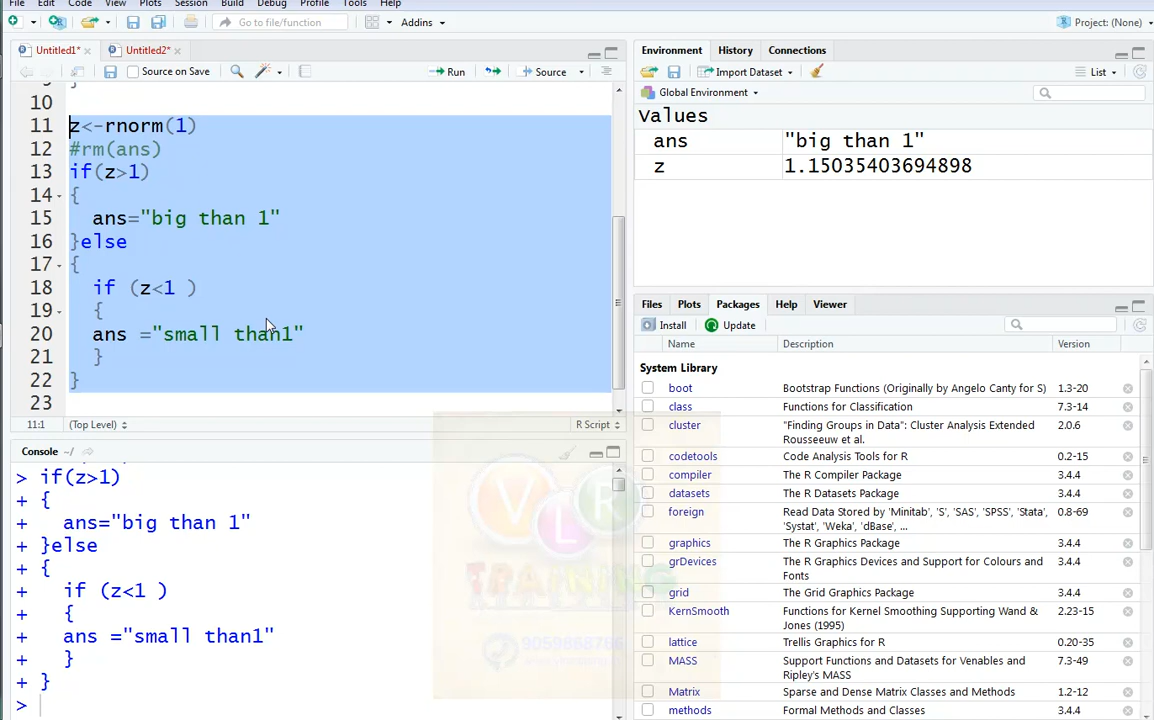 File Edit Code View Plots Session Build Debug Profile Tools Help
Go to file/function Addins Project: (None)
Untitled1* Untitled2*
Source on Save Run Source
10
11 z<-rnorm(1)
12 #rm(ans)
13 if(z>1)
14 {
15 ans="big than 1"
16 }else
17 {
18 if (z<1 )
19 {
20 ans ="small than1"
21 }
22 }
23
11:1 (Top Level) R Script
Console ~/
> if(z>1)
+ {
+ ans="big than 1"
+ }else
+ {
+ if (z<1 )
+ {
+ ans ="small than1"
+ }
+ }
>
Environment History Connections
Import Dataset List
Global Environment
Values
ans "big than 1"
z 1.15035403694898
Files Plots Packages Help Viewer
Install Update
Name Description Version
System Library
boot Bootstrap Functions (Originally by Angelo Canty for S) 1.3-20
class Functions for Classification 7.3-14
cluster "Finding Groups in Data": Cluster Analysis Extended Rousseeuw et al. 2.0.6
codetools Code Analysis Tools for R 0.2-15
compiler The R Compiler Package 3.4.4
datasets The R Datasets Package 3.4.4
foreign Read Data Stored by 'Minitab', 'S', 'SAS', 'SPSS', 'Stata', 'Systat', 'Weka', 'dBase', ... 0.8-69
graphics The R Graphics Package 3.4.4
grDevices The R Graphics Devices and Support for Colours and Fonts 3.4.4
grid The Grid Graphics Package 3.4.4
KernSmooth Functions for Kernel Smoothing Supporting Wand & Jones (1995) 2.23-15
lattice Trellis Graphics for R 0.20-35
MASS Support Functions and Datasets for Venables and Ripley's MASS 7.3-49
Matrix Sparse and Dense Matrix Classes and Methods 1.2-12
methods Formal Methods and Classes 3.4.4
VLR
TRAINING
9059868766